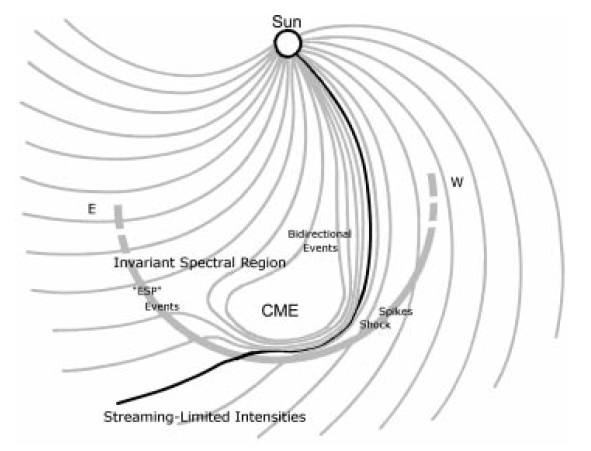 Sun
W
E
Bidirectional
Events
Invariant Spectral Region
"ESP"
Events
CME
Spikes
Shock
Streaming-Limited Intensities